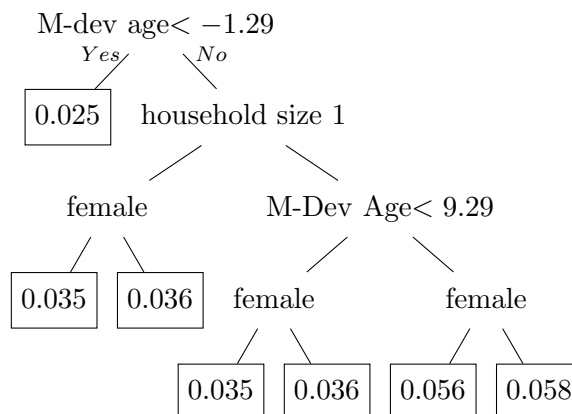 M-dev age< −1.29
Yes No
0.025 household size 1
female M-Dev Age< 9.29
0.035 0.036 female female
0.035 0.036 0.056 0.058